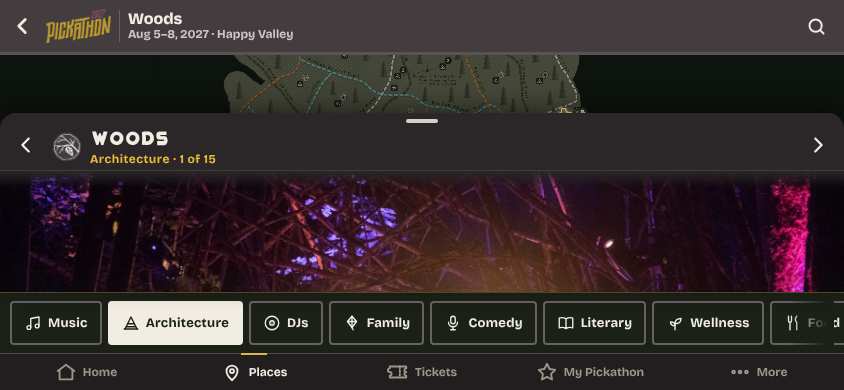 PICKATHON
Woods
Aug 5–8, 2027 · Happy Valley
WOODS
Architecture · 1 of 15
Music
Architecture
DJs
Family
Comedy
Literary
Wellness
Food
Home
Places
Tickets
My Pickathon
More